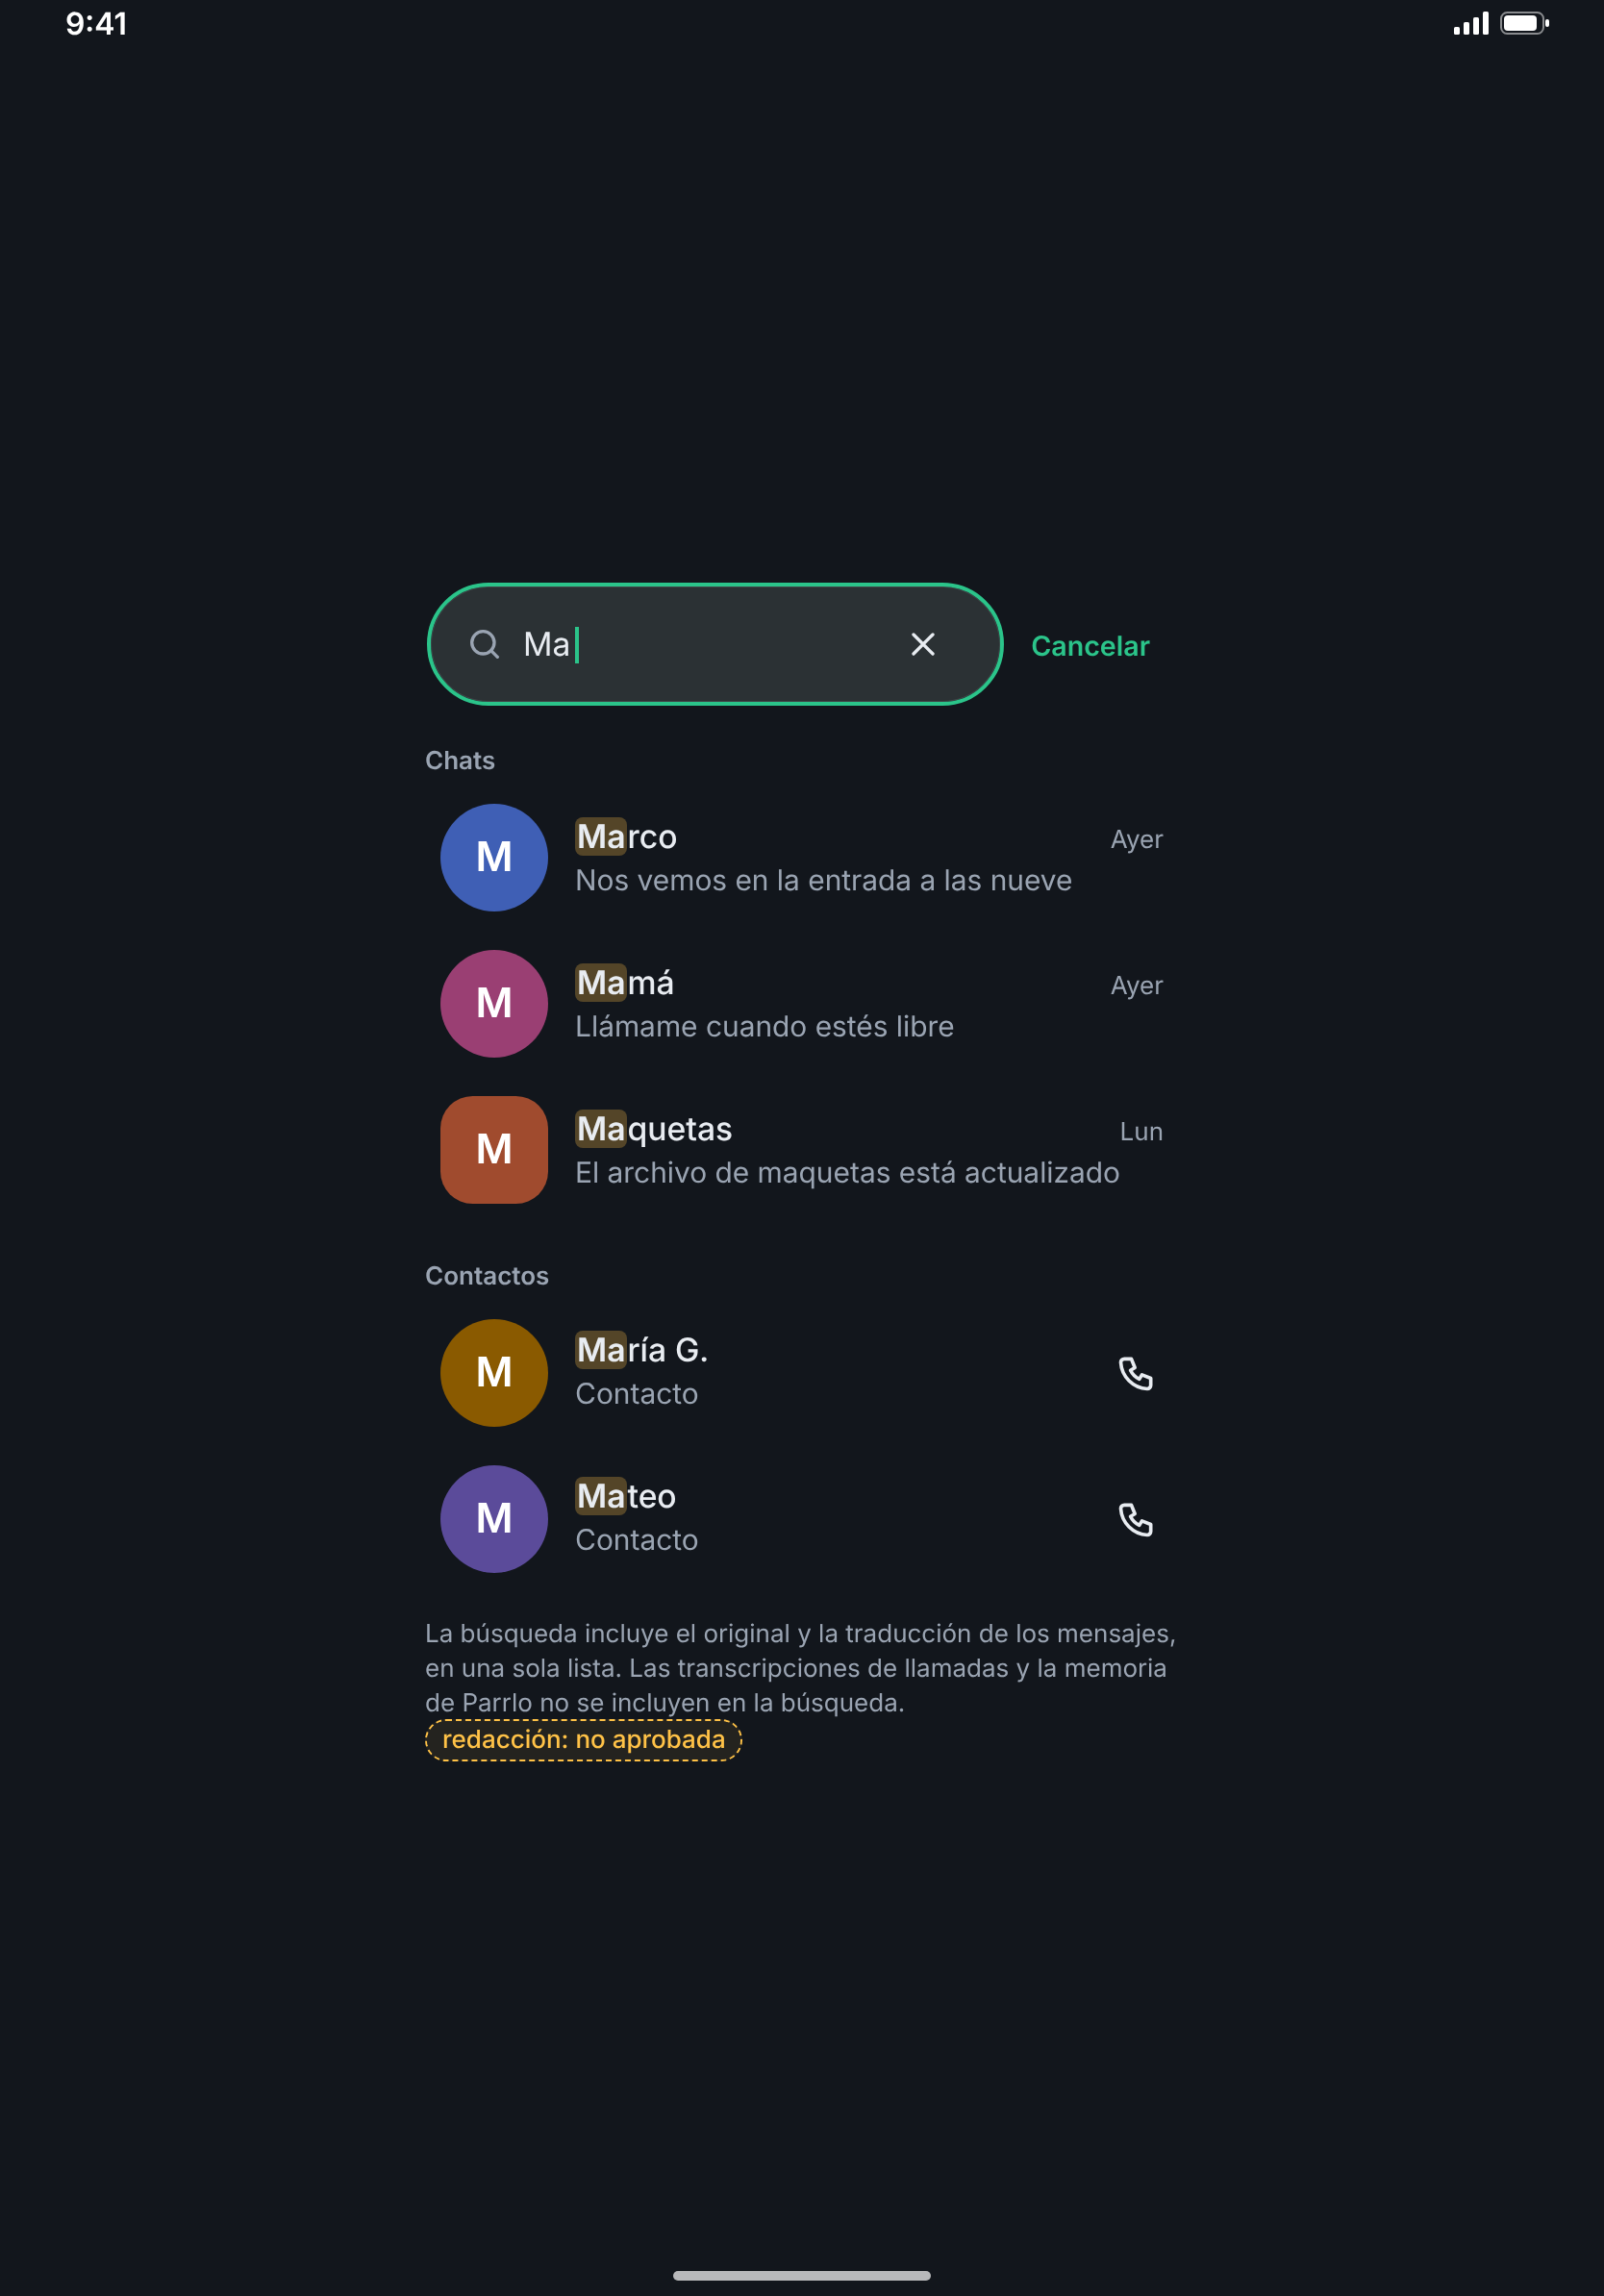 9:41
Ma
Cancelar
Chats
M
Marco
Ayer
Nos vemos en la entrada a las nueve
M
Mamá
Ayer
Llámame cuando estés libre
M
Maquetas
Lun
El archivo de maquetas está actualizado
Contactos
M
María G.
Contacto
M
Mateo
Contacto
La búsqueda incluye el original y la traducción de los mensajes,
en una sola lista. Las transcripciones de llamadas y la memoria
de Parrlo no se incluyen en la búsqueda.
redacción: no aprobada